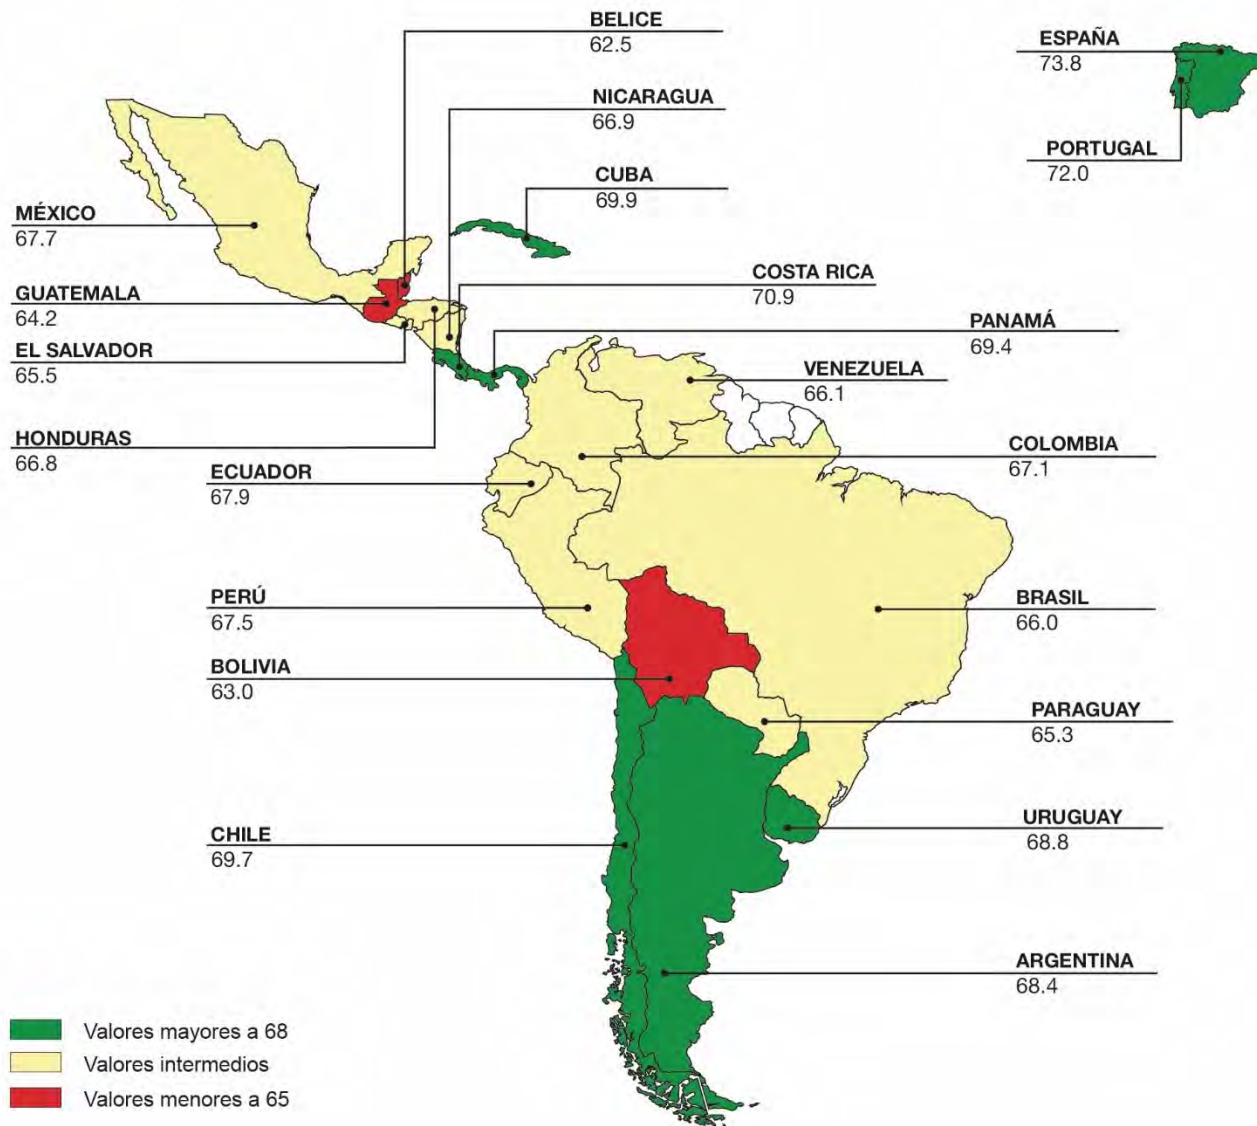 BELICE
62.5
ESPAÑA
73.8
NICARAGUA
66.9
PORTUGAL
72.0
CUBA
69.9
MÉXICO
67.7
COSTA RICA
70.9
GUATEMALA
64.2
PANAMÁ
69.4
EL SALVADOR
65.5
VENEZUELA
66.1
HONDURAS
66.8
COLOMBIA
67.1
ECUADOR
67.9
PERÚ
67.5
BRASIL
66.0
BOLIVIA
63.0
PARAGUAY
65.3
URUGUAY
68.8
CHILE
69.7
ARGENTINA
68.4
Valores mayores a 68
Valores intermedios
Valores menores a 65